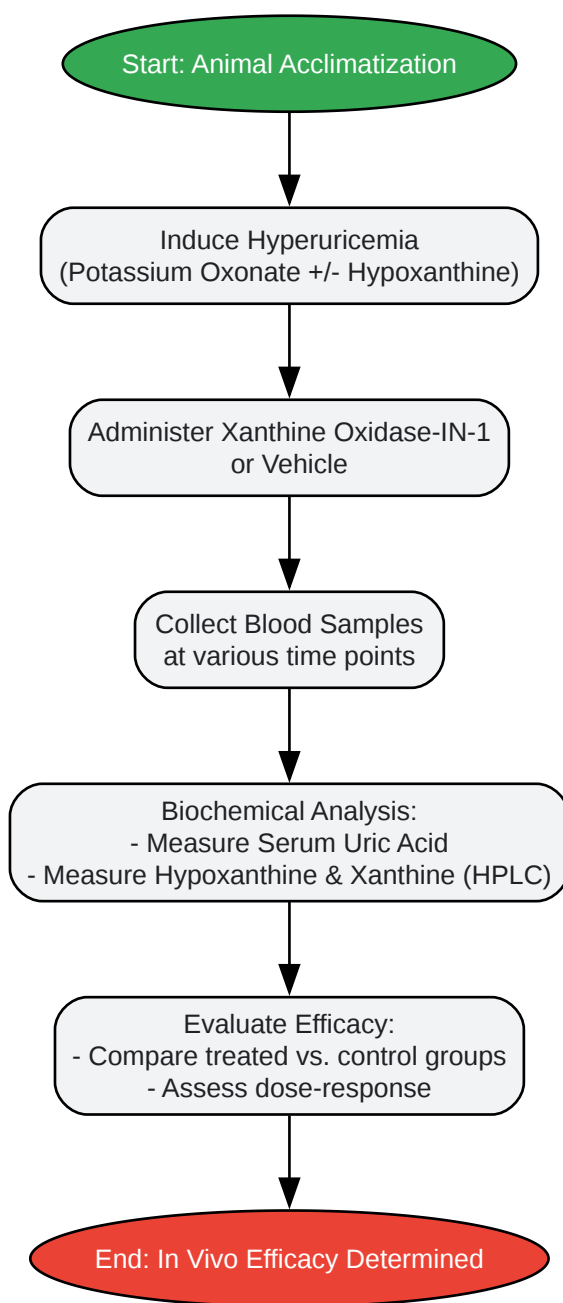 Start: Animal Acclimatization
Induce Hyperuricemia
(Potassium Oxonate +/- Hypoxanthine)
Administer Xanthine Oxidase-IN-1
or Vehicle
Collect Blood Samples
at various time points
Biochemical Analysis:
- Measure Serum Uric Acid
- Measure Hypoxanthine & Xanthine (HPLC)
Evaluate Efficacy:
- Compare treated vs. control groups
- Assess dose-response
End: In Vivo Efficacy Determined